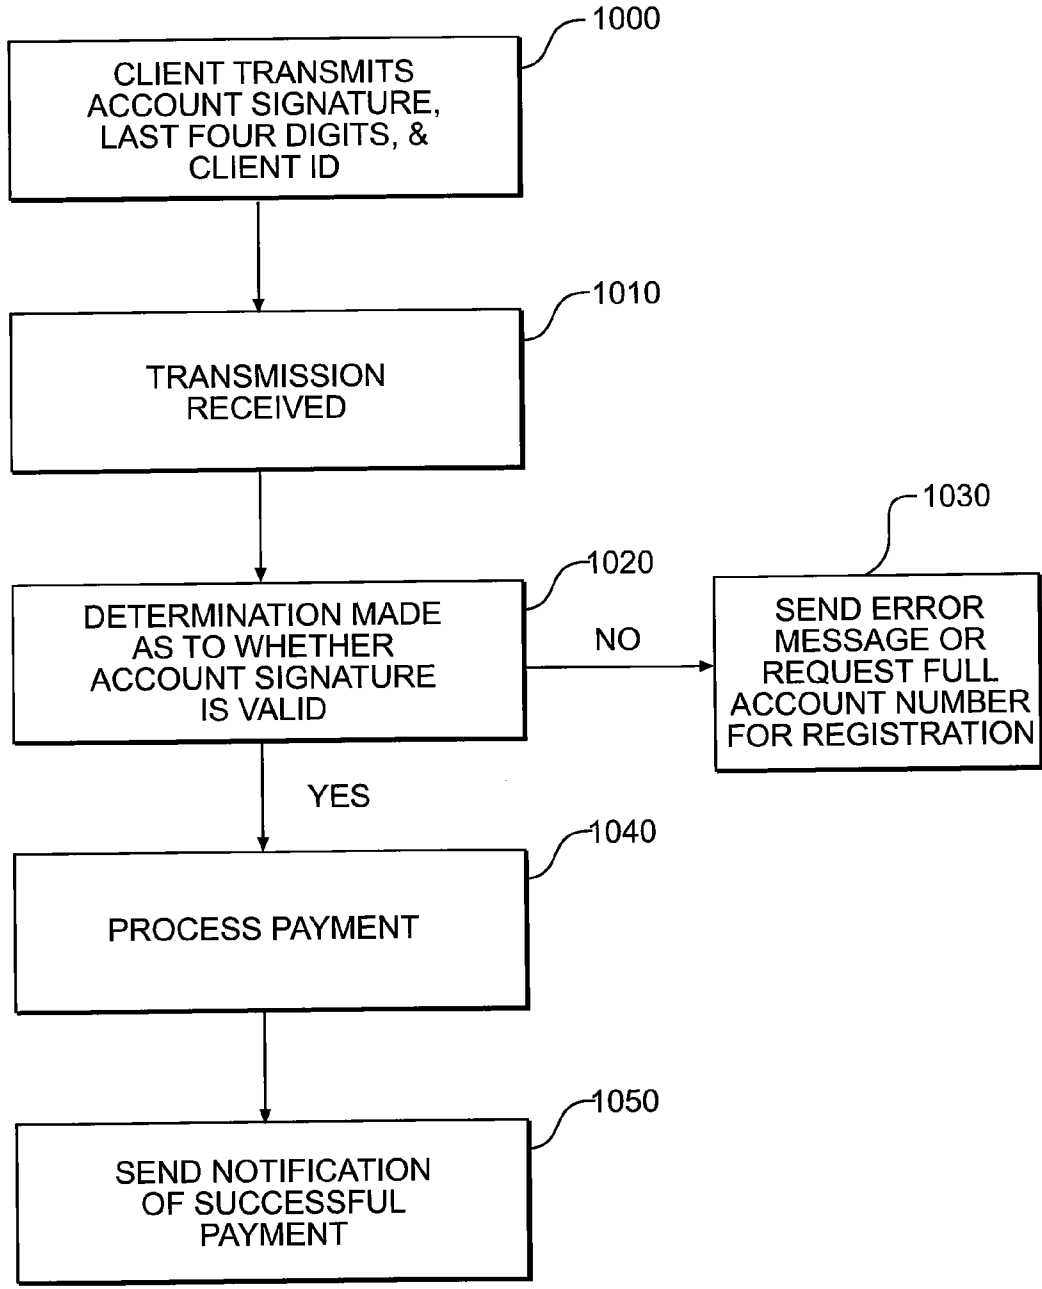 1000
CLIENT TRANSMITS
ACCOUNT SIGNATURE,
LAST FOUR DIGITS, &
CLIENT ID
1010
TRANSMISSION
RECEIVED
1020
DETERMINATION MADE
AS TO WHETHER
ACCOUNT SIGNATURE
IS VALID
NO
1030
SEND ERROR
MESSAGE OR
REQUEST FULL
ACCOUNT NUMBER
FOR REGISTRATION
YES
1040
PROCESS PAYMENT
1050
SEND NOTIFICATION
OF SUCCESSFUL
PAYMENT